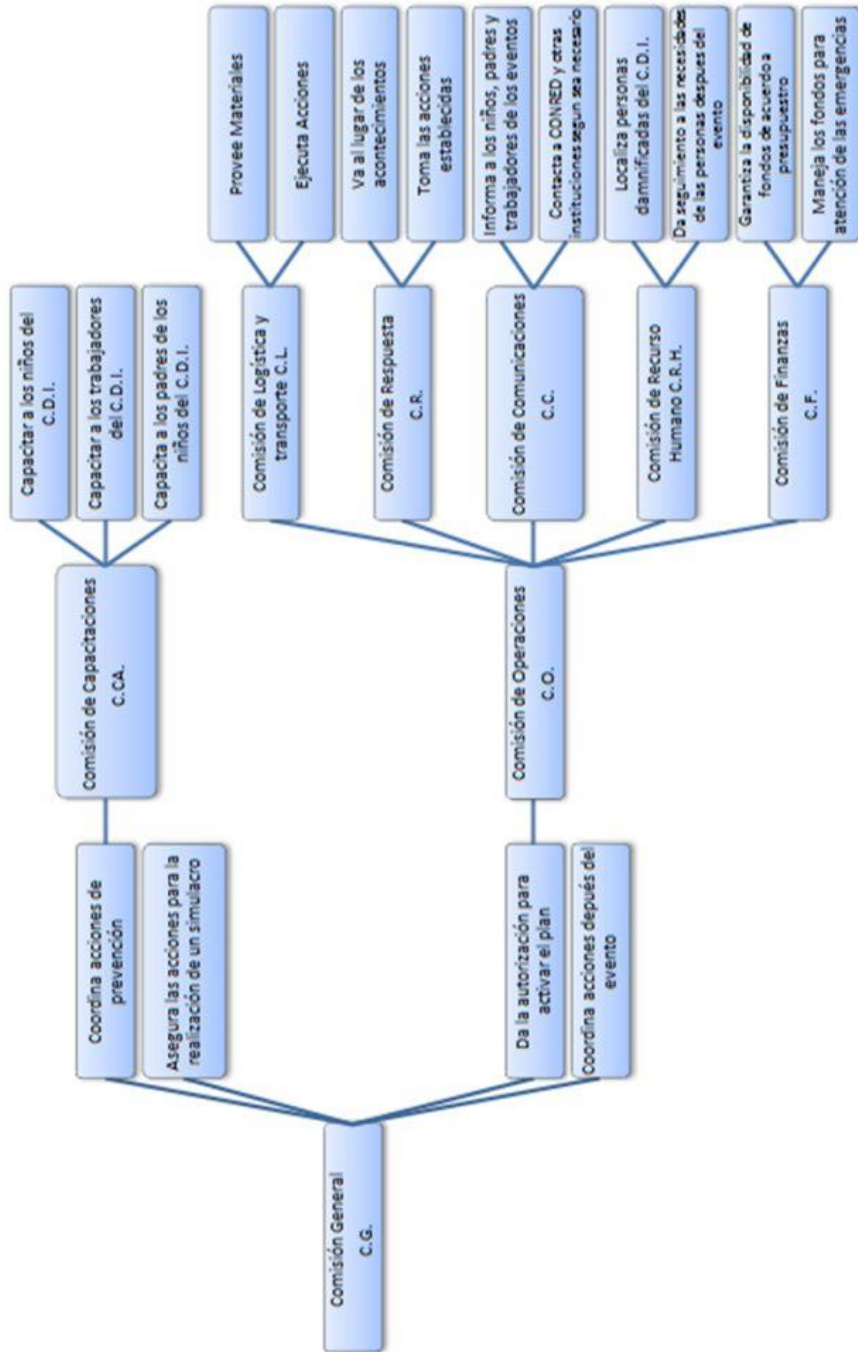 Comisión General
C.G.
Coordina acciones de
prevención
Asegura las acciones para la
realización de un simulacro
Da la autorización para
activar el plan
Coordina acciones depués del
evento
Comisión de Capacitaciones
C.CA.
Comisión de Operaciones
C.O.
Capacitar a los niños del
C.D.I.
Capacitar a los trabajadores
del C.D.I.
Capacita a los padres de los
niños del C.D.I.
Comisión de Logística y
transporte C.L.
Comisión de Respuesta
C.R.
Comisión de Comunicaciones
C.C.
Comisión de Recurso
Humano C.R.H.
Comisión de Finanzas
C.F.
Provee Materiales
Ejecuta Acciones
Va al lugar de los
acontecimientos
Toma las acciones
establecidas
Informa a los niños, padres y
trabajadores de los eventos
Contacta a CONRED y otras
instituciones segun sea necesario
Localiza personas
damnificadas del C.D.I.
Da seguimiento a las necesidades
de las personas despues del
evento
Garantiza la disponibilidad de
fondos de acuerdo a
presupuestro
Maneja los fondos para
atención de las emergencias